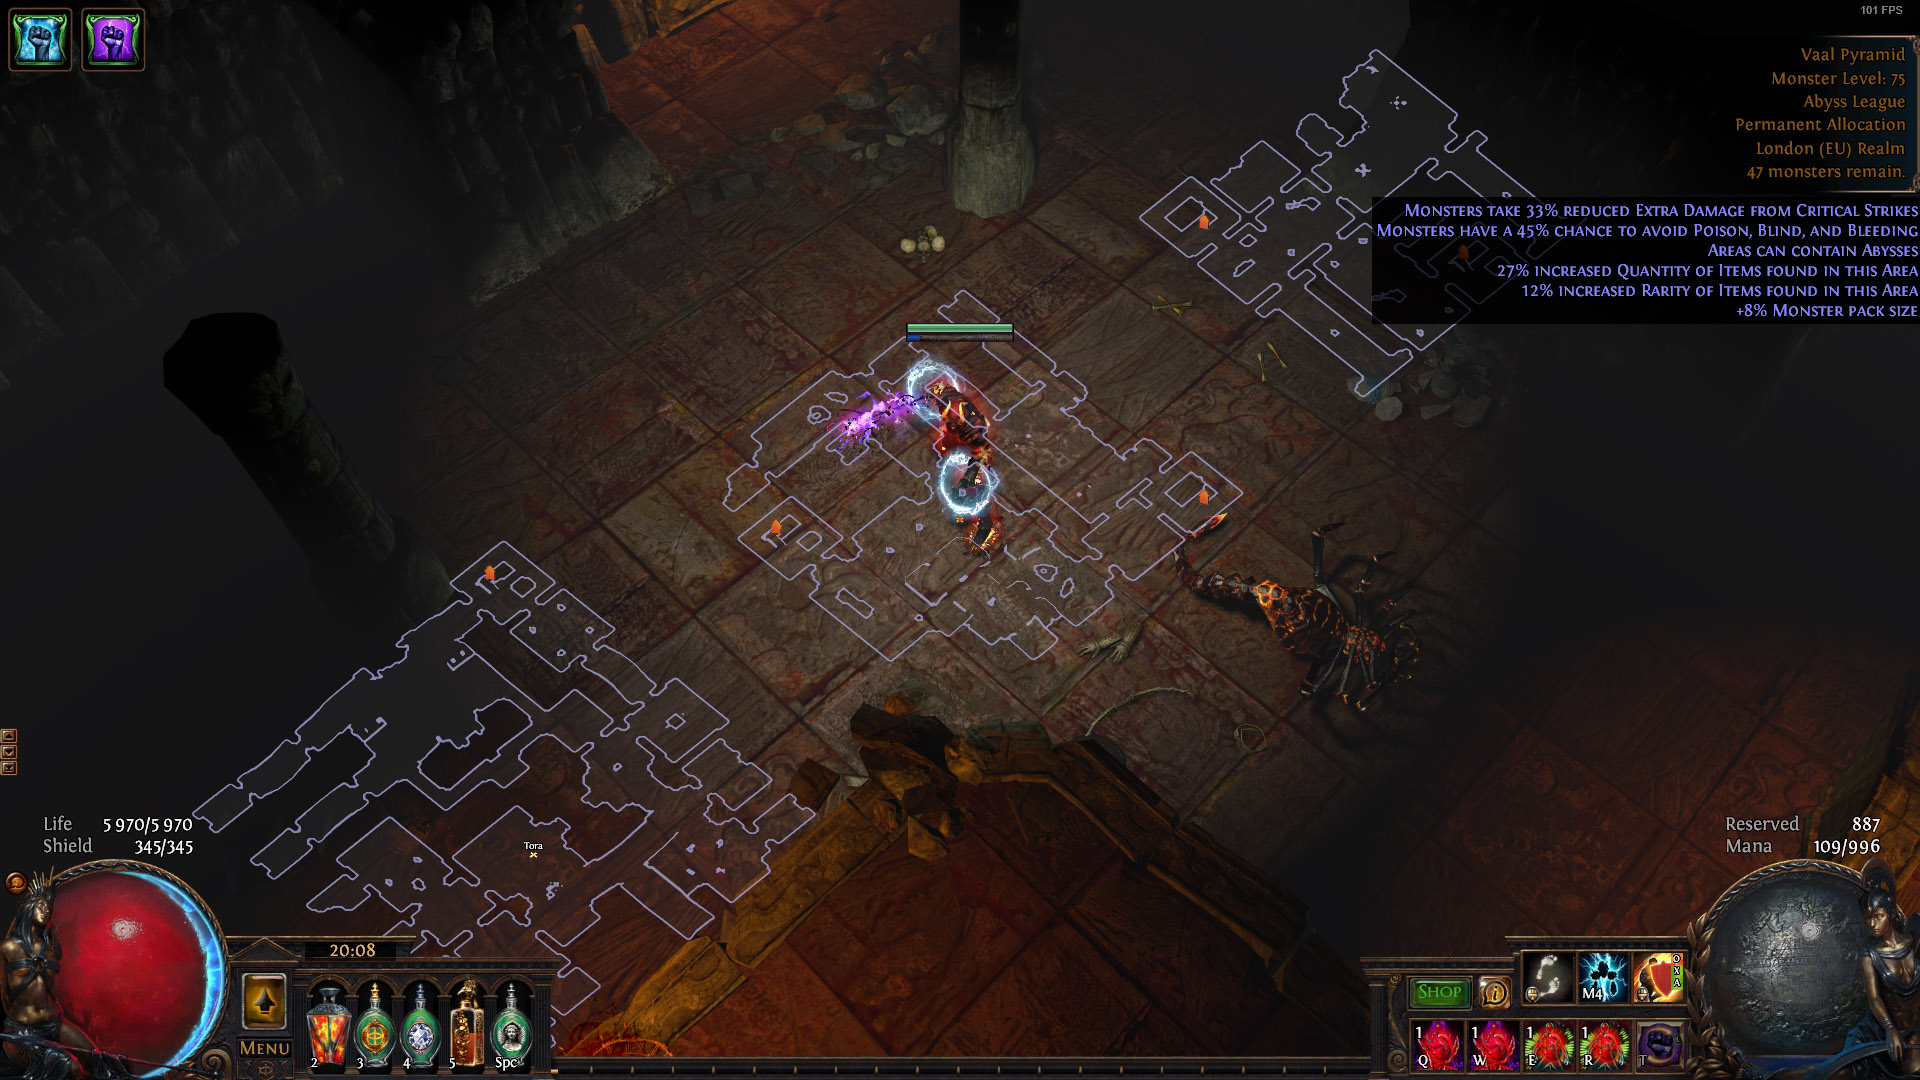 101 FPS
Vaal Pyramid
Monster Level: 75
Abyss League
Permanent Allocation
London (EU) Realm
47 monsters remain.
Monsters take 33% reduced Extra Damage from Critical Strikes
Monsters have a 45% chance to avoid Poison, Blind, and Bleeding
Areas can contain Abysses
27% increased Quantity of Items found in this Area
12% increased Rarity of Items found in this Area
+8% Monster pack size
Life 5 970/5 970
Shield 345/345
Tora
Reserved 887
Mana 109/996
20:08
Menu
2 3 4 5 Spc
Shop
M4
O
X
A
1 1 1 1
Q W E R T